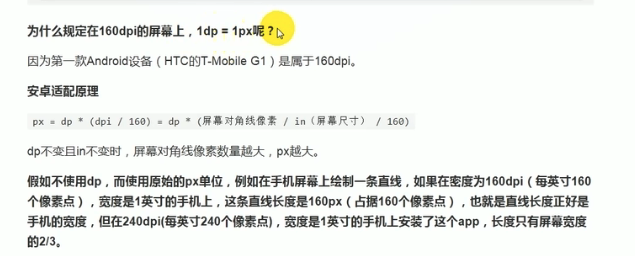 为什么规定在160dpi的屏幕上，1dp = 1px呢？
因为第一款Android设备（HTC的T-Mobile G1）是属于160dpi。
安卓适配原理
px = dp * (dpi / 160) = dp * (屏幕对角线像素 / in（屏幕尺寸） / 160)
dp不变且in不变时，屏幕对角线像素数量越大，px越大。
假如不使用dp，而使用原始的px单位，例如在手机屏幕上绘制一条直线，如果在密度为160dpi（每英寸160
个像素点），宽度是1英寸的手机上，这条直线长度是160px（占据160个像素点），也就是直线长度正好是
手机的宽度，但在240dpi(每英寸240个像素点)，宽度是1英寸的手机上安装了这个app，长度只有屏幕宽度
的2/3。